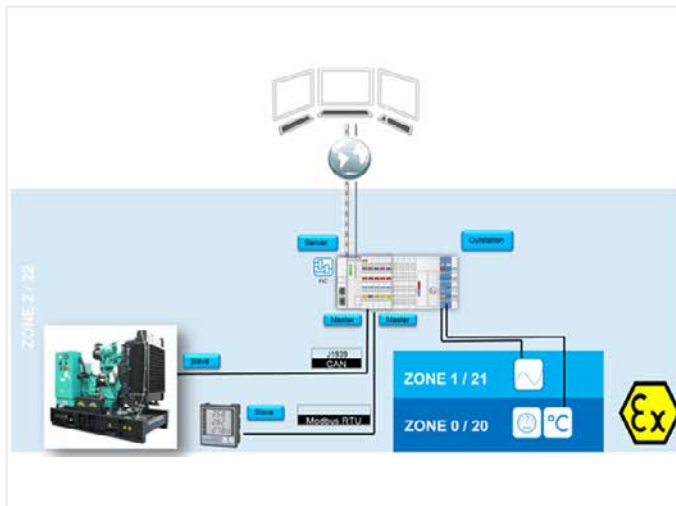 Server
Outstation
PLC
ZONE 2 / 22
Master
Master
Slave
J1939
CAN
Slave
Modbus RTU
ZONE 1 / 21
ZONE 0 / 20
°C
Ex